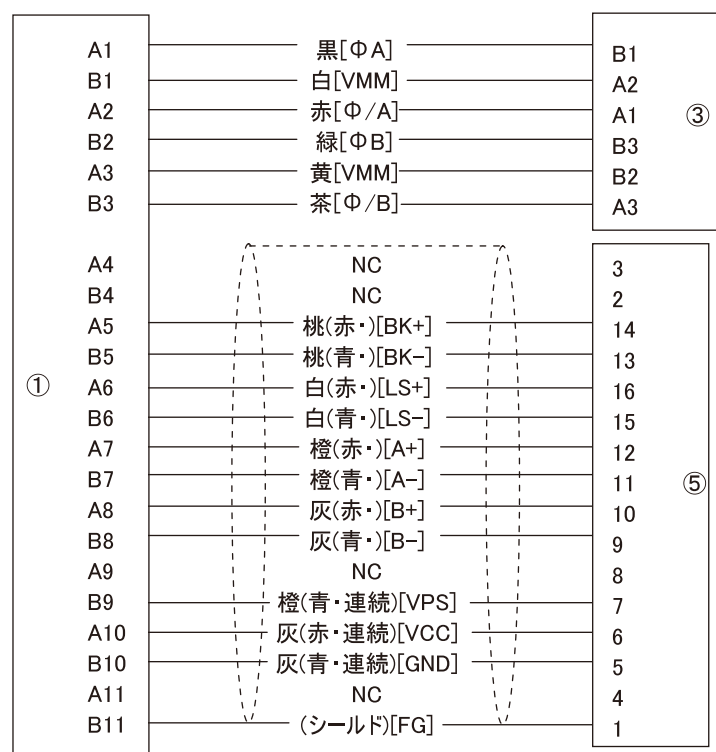 A1 黒[ΦA] B1
B1 白[VMM] A2
A2 赤[Φ/A] A1
B2 緑[ΦB] B3
A3 黄[VMM] B2
B3 茶[Φ/B] A3
③
A4 NC 3
B4 NC 2
A5 桃(赤・)[BK+] 14
B5 桃(青・)[BK-] 13
① A6 白(赤・)[LS+] 16
B6 白(青・)[LS-] 15
A7 橙(赤・)[A+] 12
B7 橙(青・)[A-] 11 ⑤
A8 灰(赤・)[B+] 10
B8 灰(青・)[B-] 9
A9 NC 8
B9 橙(青・連続)[VPS] 7
A10 灰(赤・連続)[VCC] 6
B10 灰(青・連続)[GND] 5
A11 NC 4
B11 (シールド)[FG] 1